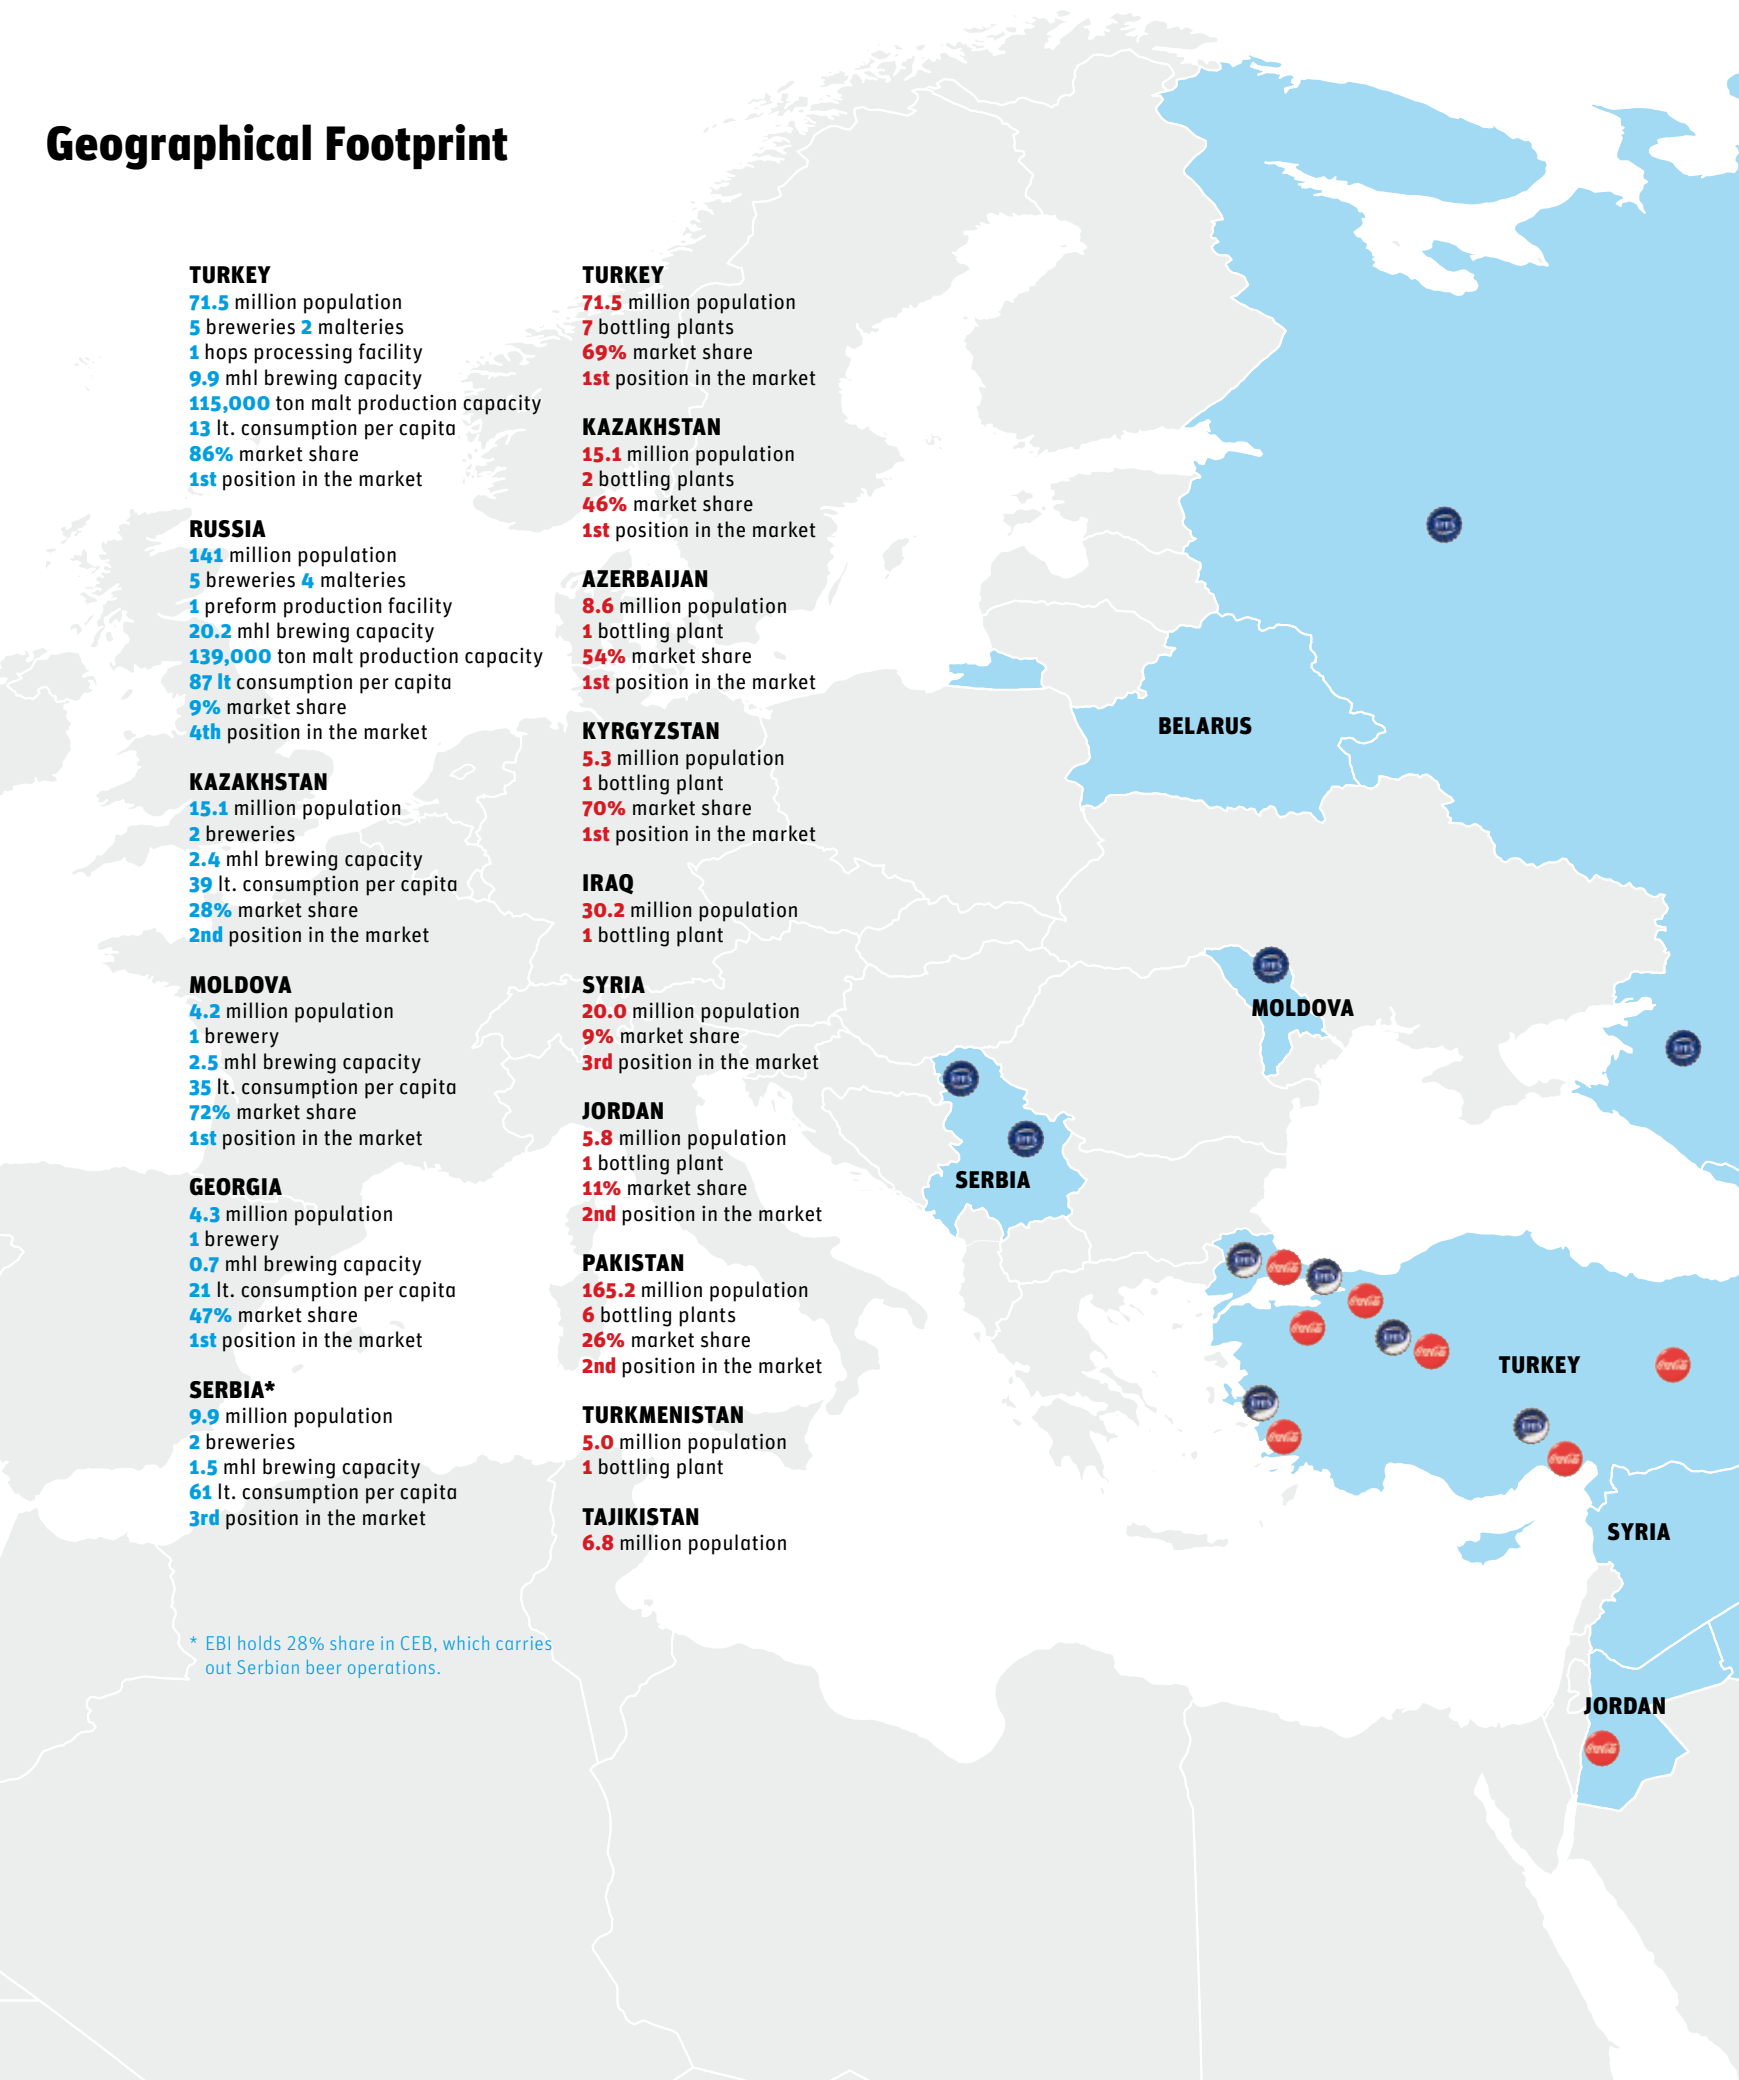 Geographical Footprint
TURKEY
71.5 million population
5 breweries 2 malteries
1 hops processing facility
9.9 mhl brewing capacity
115,000 ton malt production capacity
13 lt. consumption per capita
86% market share
1st position in the market
RUSSIA
141 million population
5 breweries 4 malteries
1 preform production facility
20.2 mhl brewing capacity
139,000 ton malt production capacity
87 lt consumption per capita
9% market share
4th position in the market
KAZAKHSTAN
15.1 million population
2 breweries
2.4 mhl brewing capacity
39 lt. consumption per capita
28% market share
2nd position in the market
MOLDOVA
4.2 million population
1 brewery
2.5 mhl brewing capacity
35 lt. consumption per capita
72% market share
1st position in the market
GEORGIA
4.3 million population
1 brewery
0.7 mhl brewing capacity
21 lt. consumption per capita
47% market share
1st position in the market
SERBIA*
9.9 million population
2 breweries
1.5 mhl brewing capacity
61 lt. consumption per capita
3rd position in the market
* EBI holds 28% share in CEB, which carries
out Serbian beer operations.
TURKEY
71.5 million population
7 bottling plants
69% market share
1st position in the market
KAZAKHSTAN
15.1 million population
2 bottling plants
46% market share
1st position in the market
AZERBAIJAN
8.6 million population
1 bottling plant
54% market share
1st position in the market
KYRGYZSTAN
5.3 million population
1 bottling plant
70% market share
1st position in the market
IRAQ
30.2 million population
1 bottling plant
SYRIA
20.0 million population
9% market share
3rd position in the market
JORDAN
5.8 million population
1 bottling plant
11% market share
2nd position in the market
PAKISTAN
165.2 million population
6 bottling plants
26% market share
2nd position in the market
TURKMENISTAN
5.0 million population
1 bottling plant
TAJIKISTAN
6.8 million population
BELARUS
MOLDOVA
SERBIA
TURKEY
SYRIA
JORDAN